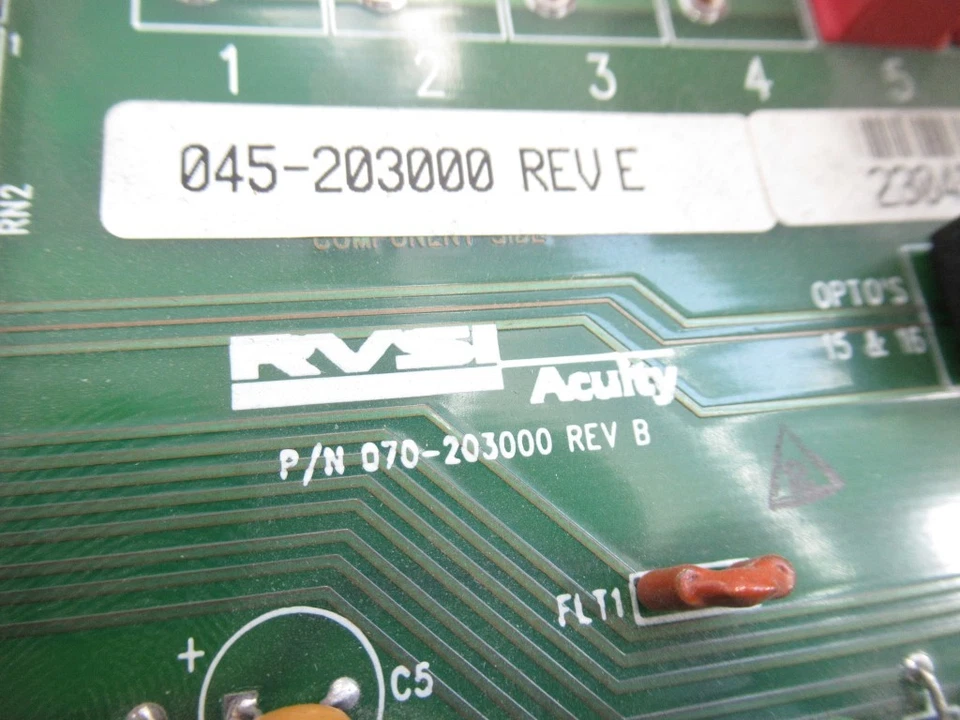 1 2 3 4 5
045-203000 REV E
2304
RN2
COMPONENT SIDE
OPTO'S
15 & 16
RVSI
Acuity
P/N 070-203000 REV B
FLT1
+
C5